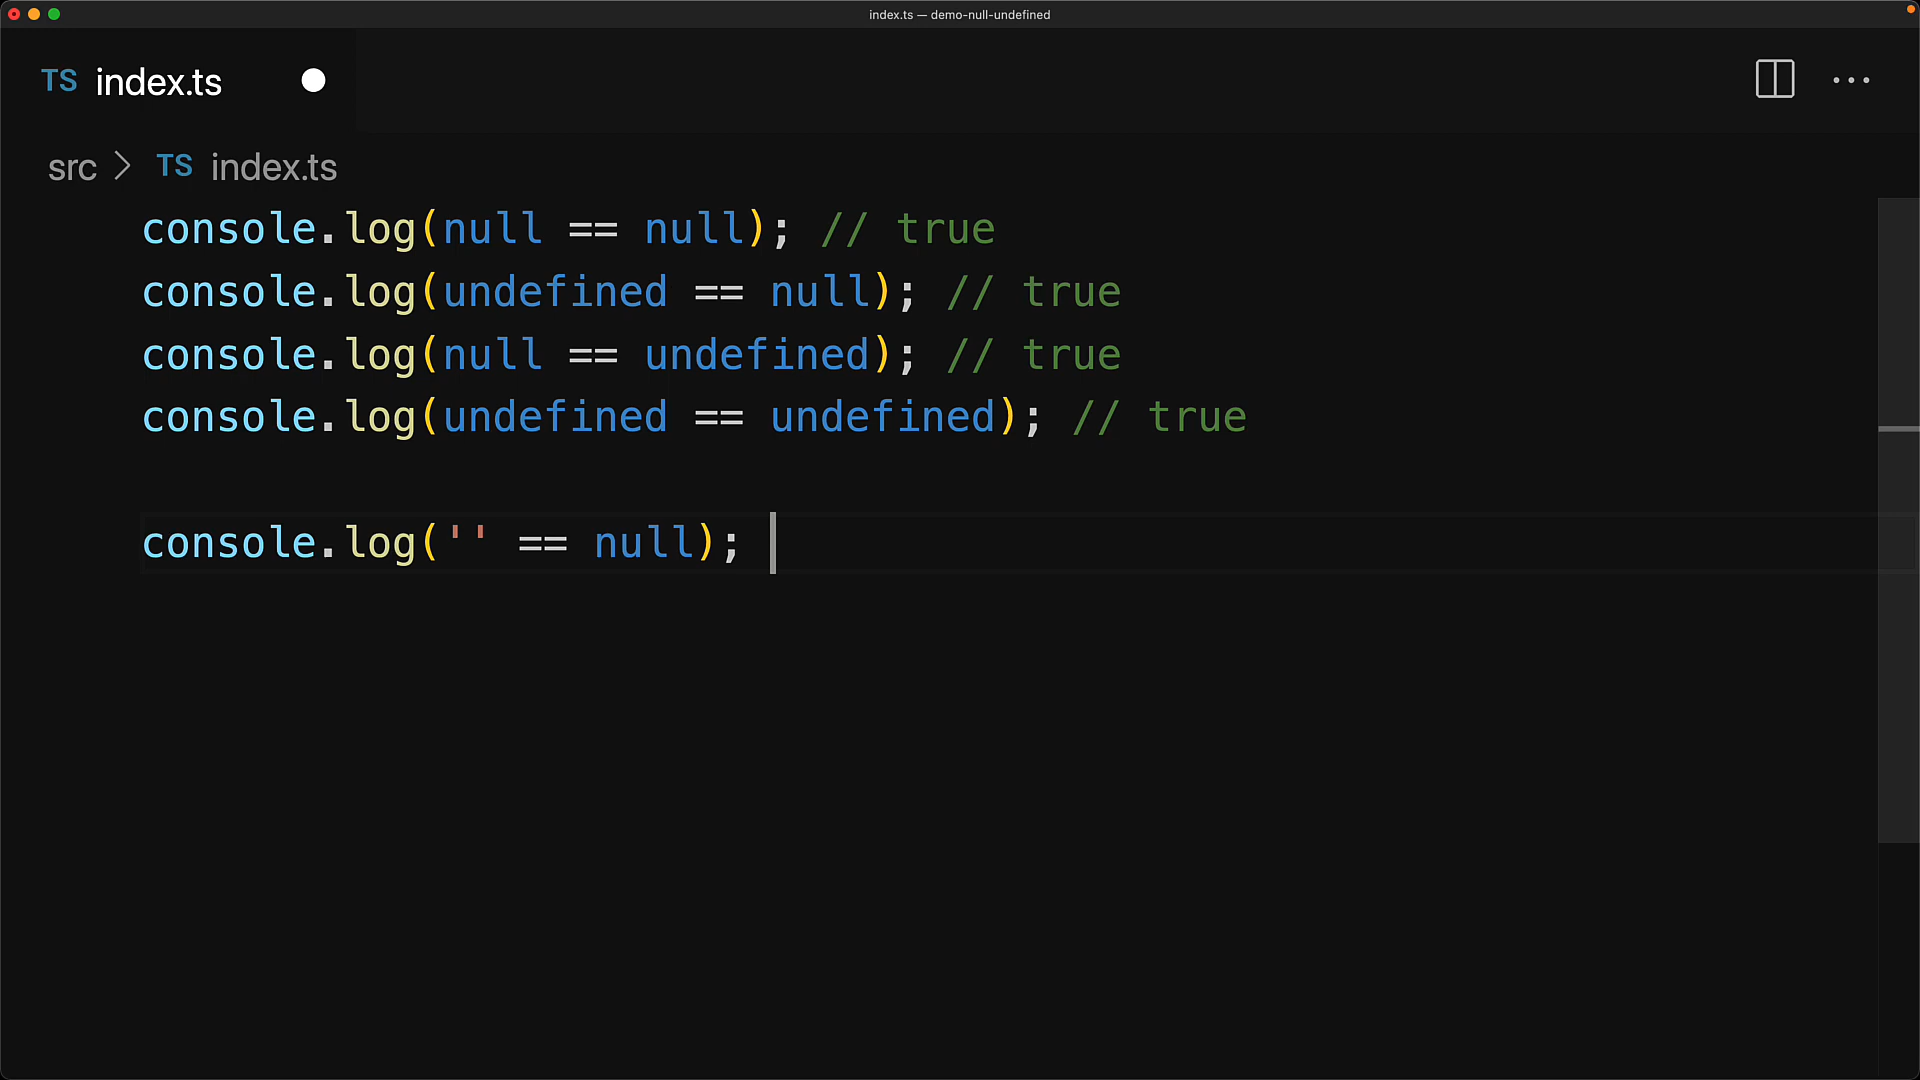 index.ts — demo-null-undefined
TS index.ts
src > TS index.ts
console.log(null == null); // true
console.log(undefined == null); // true
console.log(null == undefined); // true
console.log(undefined == undefined); // true
console.log('' == null);